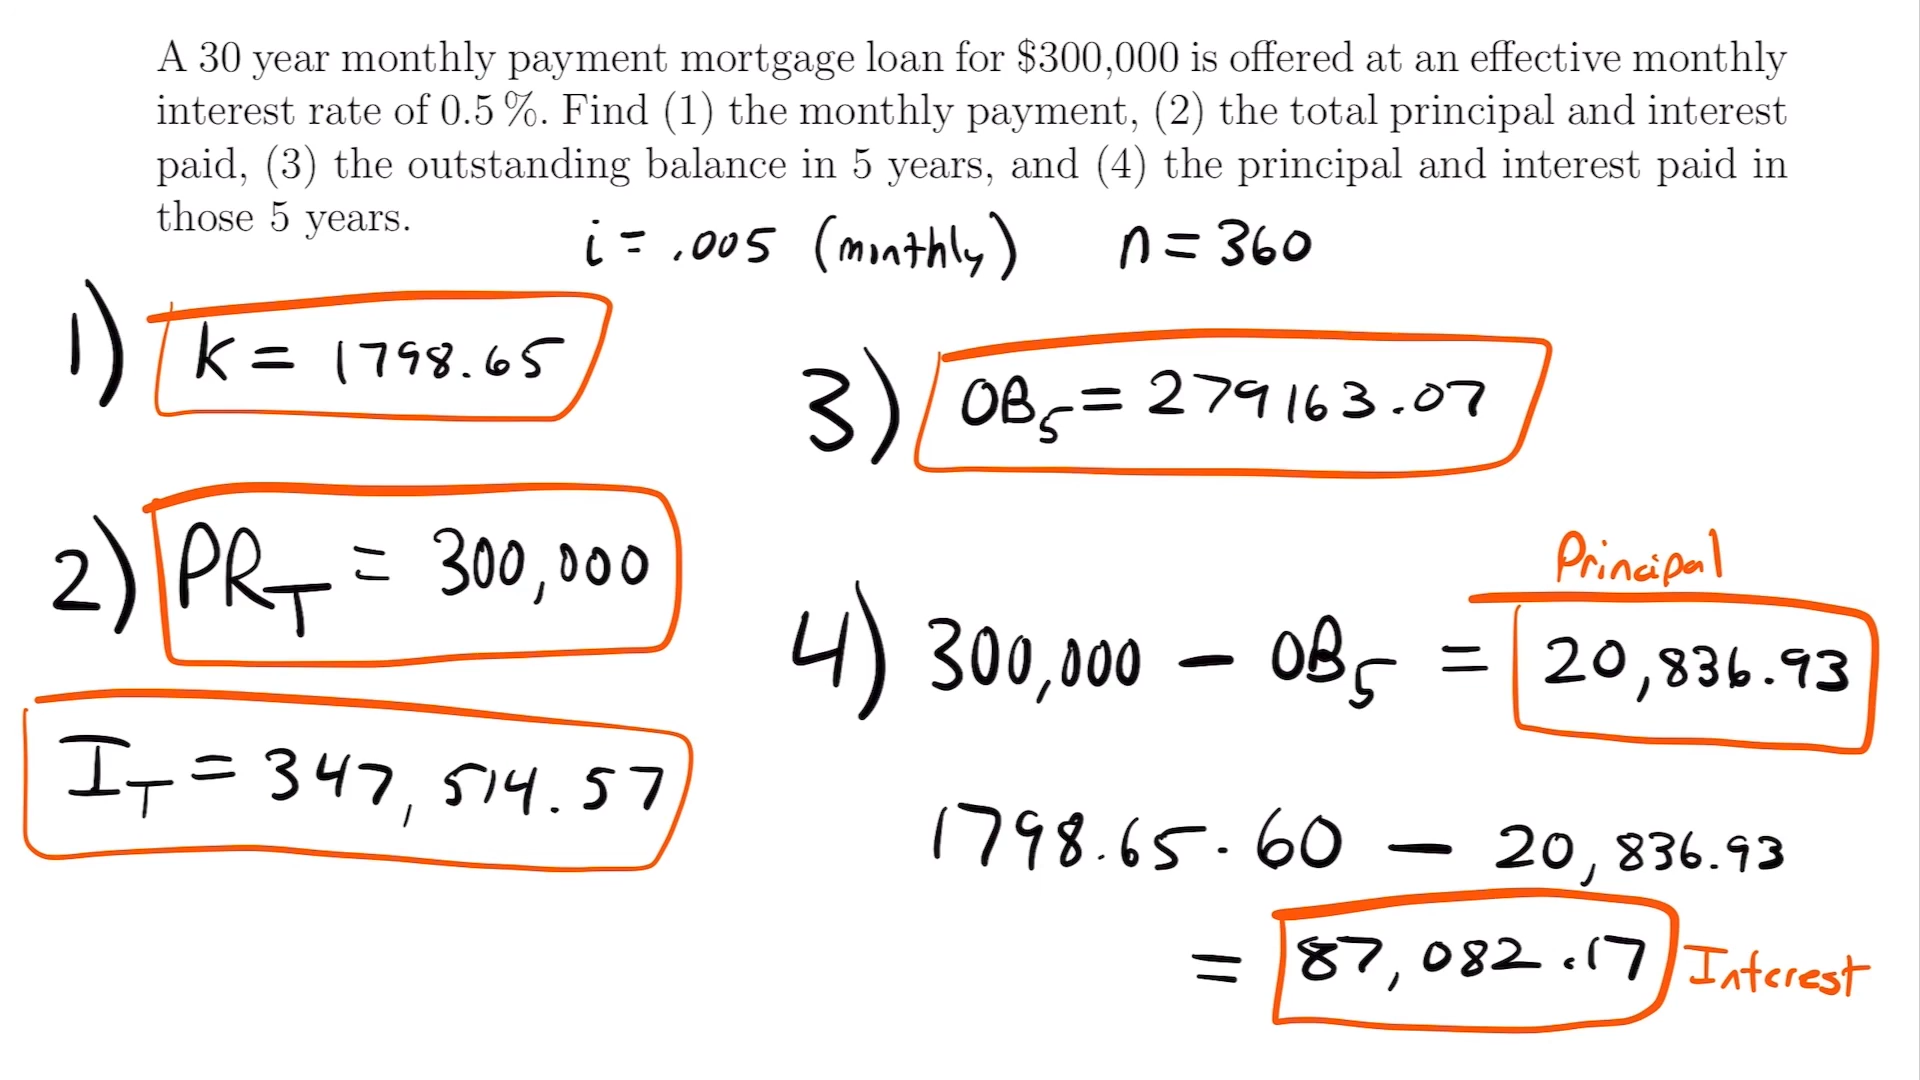 A 30 year monthly payment mortgage loan for $300,000 is offered at an effective monthly
interest rate of 0.5 %. Find (1) the monthly payment, (2) the total principal and interest
paid, (3) the outstanding balance in 5 years, and (4) the principal and interest paid in
those 5 years.
i = .005 (monthly) n = 360
1) K = 1798.65
2) PR_T = 300,000
I_T = 347,514.57
3) OB_5 = 279163.07
Principal
4) 300,000 − OB_5 = 20,836.93
1798.65 · 60 − 20,836.93
= 87,082.17 Interest